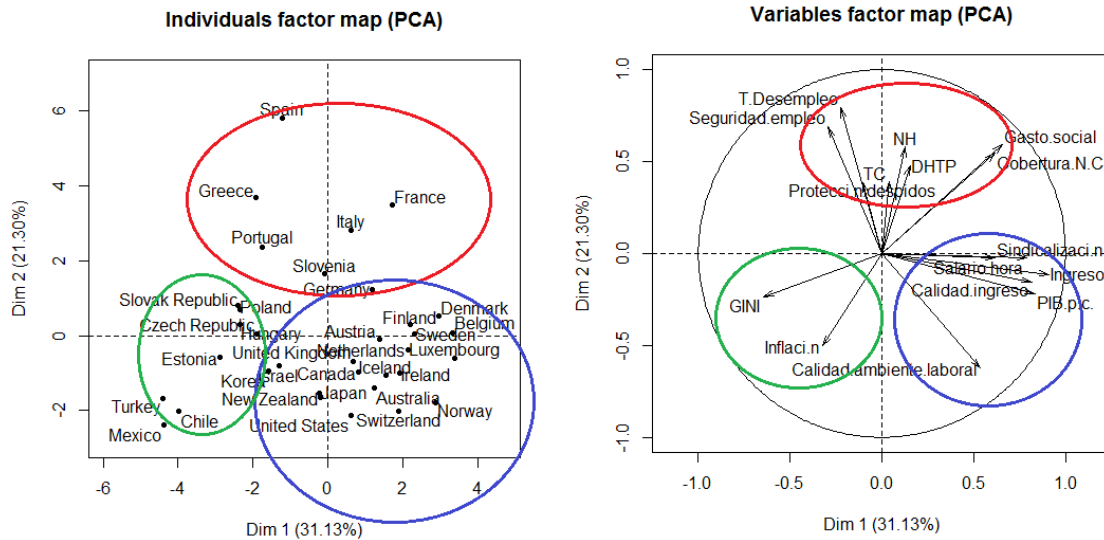 Individuals factor map (PCA)
Dim 2 (21.30%)
6
4
2
0
-2
Spain
Greece
France
Italy
Portugal
Slovenia
Germany
Slovak Republic
Poland
Denmark
Czech Republic
Finland
Belgium
Hungary
Austria
Sweden
Estonia
United Kingdom
Netherlands
Luxembourg
Korea
Israel
Canada
Iceland
Ireland
New Zealand
Japan
Australia
Turkey
Chile
United States
Switzerland
Norway
Mexico
-6
-4
-2
0
2
4
Dim 1 (31.13%)
Variables factor map (PCA)
Dim 2 (21.30%)
1.0
0.5
0.0
-0.5
-1.0
T.Desempleo
Seguridad.empleo
NH
Gasto.social
TC
DHTP
Cobertura.N.C
Protecci.n.despidos
Sindicalizaci.n
Salario.hora
Ingreso
Calidad.ingreso
GINI
PIB.p.c.
Inflaci.n
Calidad.ambiente.laboral
-1.0
-0.5
0.0
0.5
1.0
Dim 1 (31.13%)